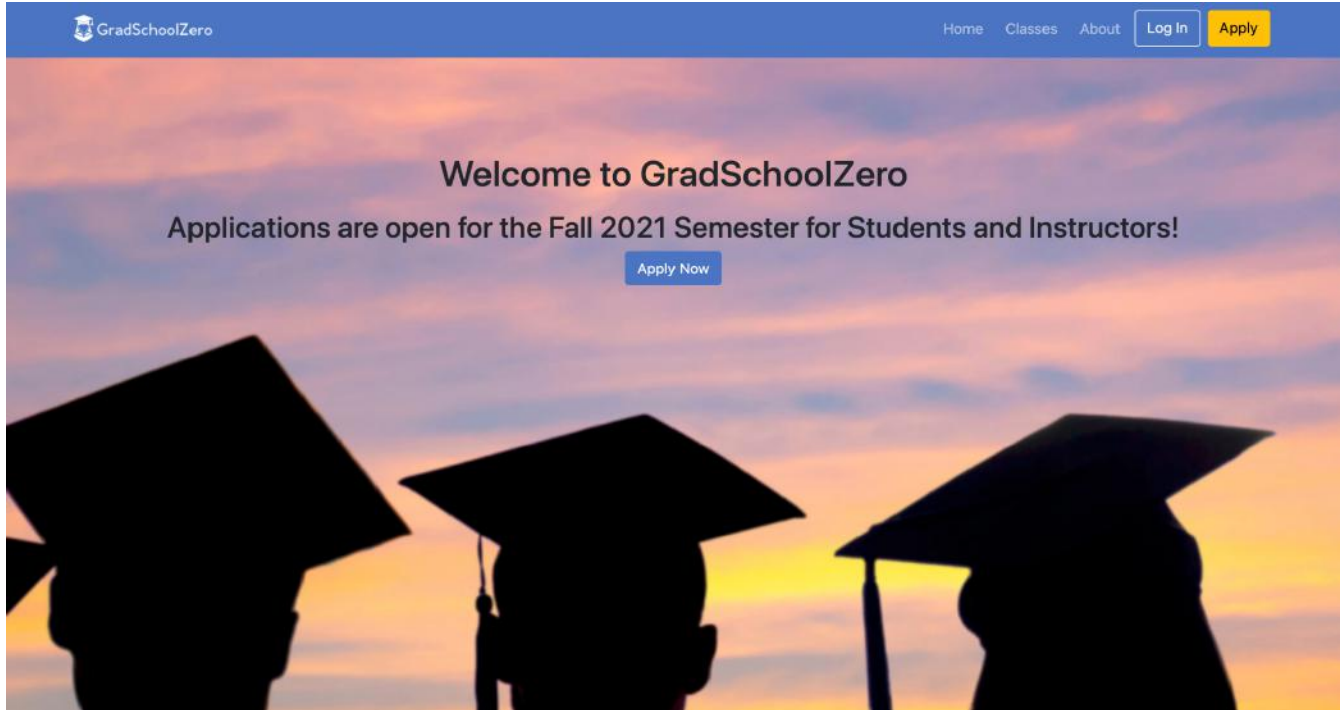 GradSchoolZero
Home Classes About Log In Apply
Welcome to GradSchoolZero
Applications are open for the Fall 2021 Semester for Students and Instructors!
Apply Now